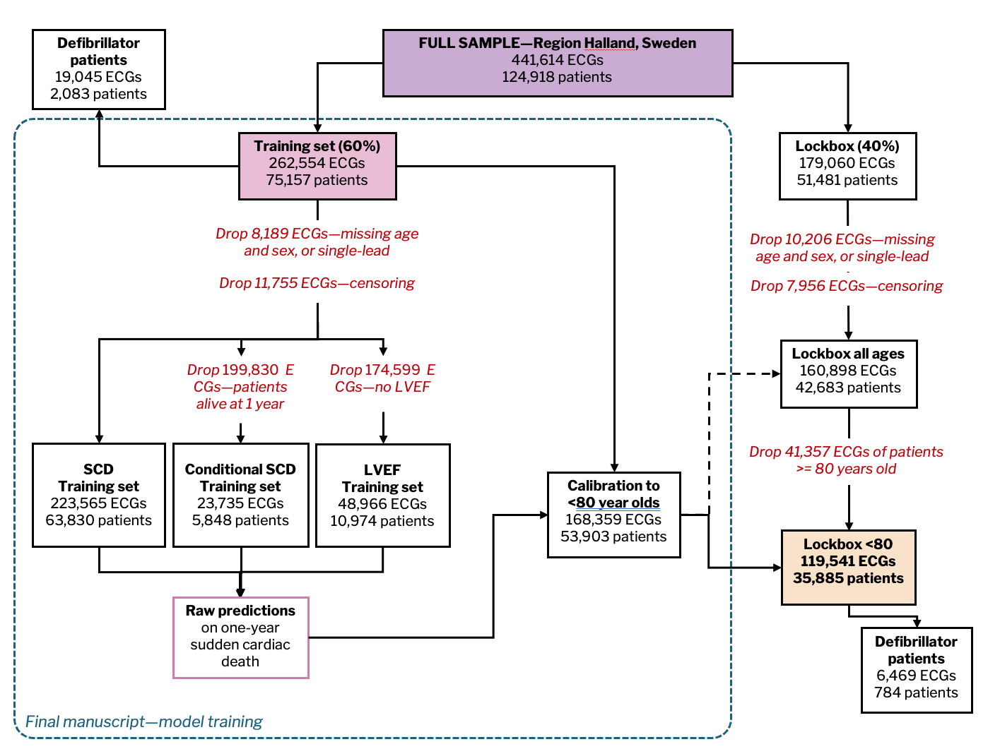 Defibrillator
patients
19,045 ECGs
2,083 patients
FULL SAMPLE—Region Halland, Sweden
441,614 ECGs
124,918 patients
Training set (60%)
262,554 ECGs
75,157 patients
Lockbox (40%)
179,060 ECGs
51,481 patients
Drop 8,189 ECGs—missing age
and sex, or single-lead
Drop 11,755 ECGs—censoring
Drop 10,206 ECGs—missing
age and sex, or single-lead
Drop 7,956 ECGs—censoring
Drop 199,830 E
CGs—patients
alive at 1 year
Drop 174,599 E
CGs—no LVEF
Lockbox all ages
160,898 ECGs
42,683 patients
SCD
Training set
223,565 ECGs
63,830 patients
Conditional SCD
Training set
23,735 ECGs
5,848 patients
LVEF
Training set
48,966 ECGs
10,974 patients
Calibration to
<80 year olds
168,359 ECGs
53,903 patients
Drop 41,357 ECGs of patients
>= 80 years old
Lockbox <80
119,541 ECGs
35,885 patients
Raw predictions
on one-year
sudden cardiac
death
Defibrillator
patients
6,469 ECGs
784 patients
Final manuscript—model training